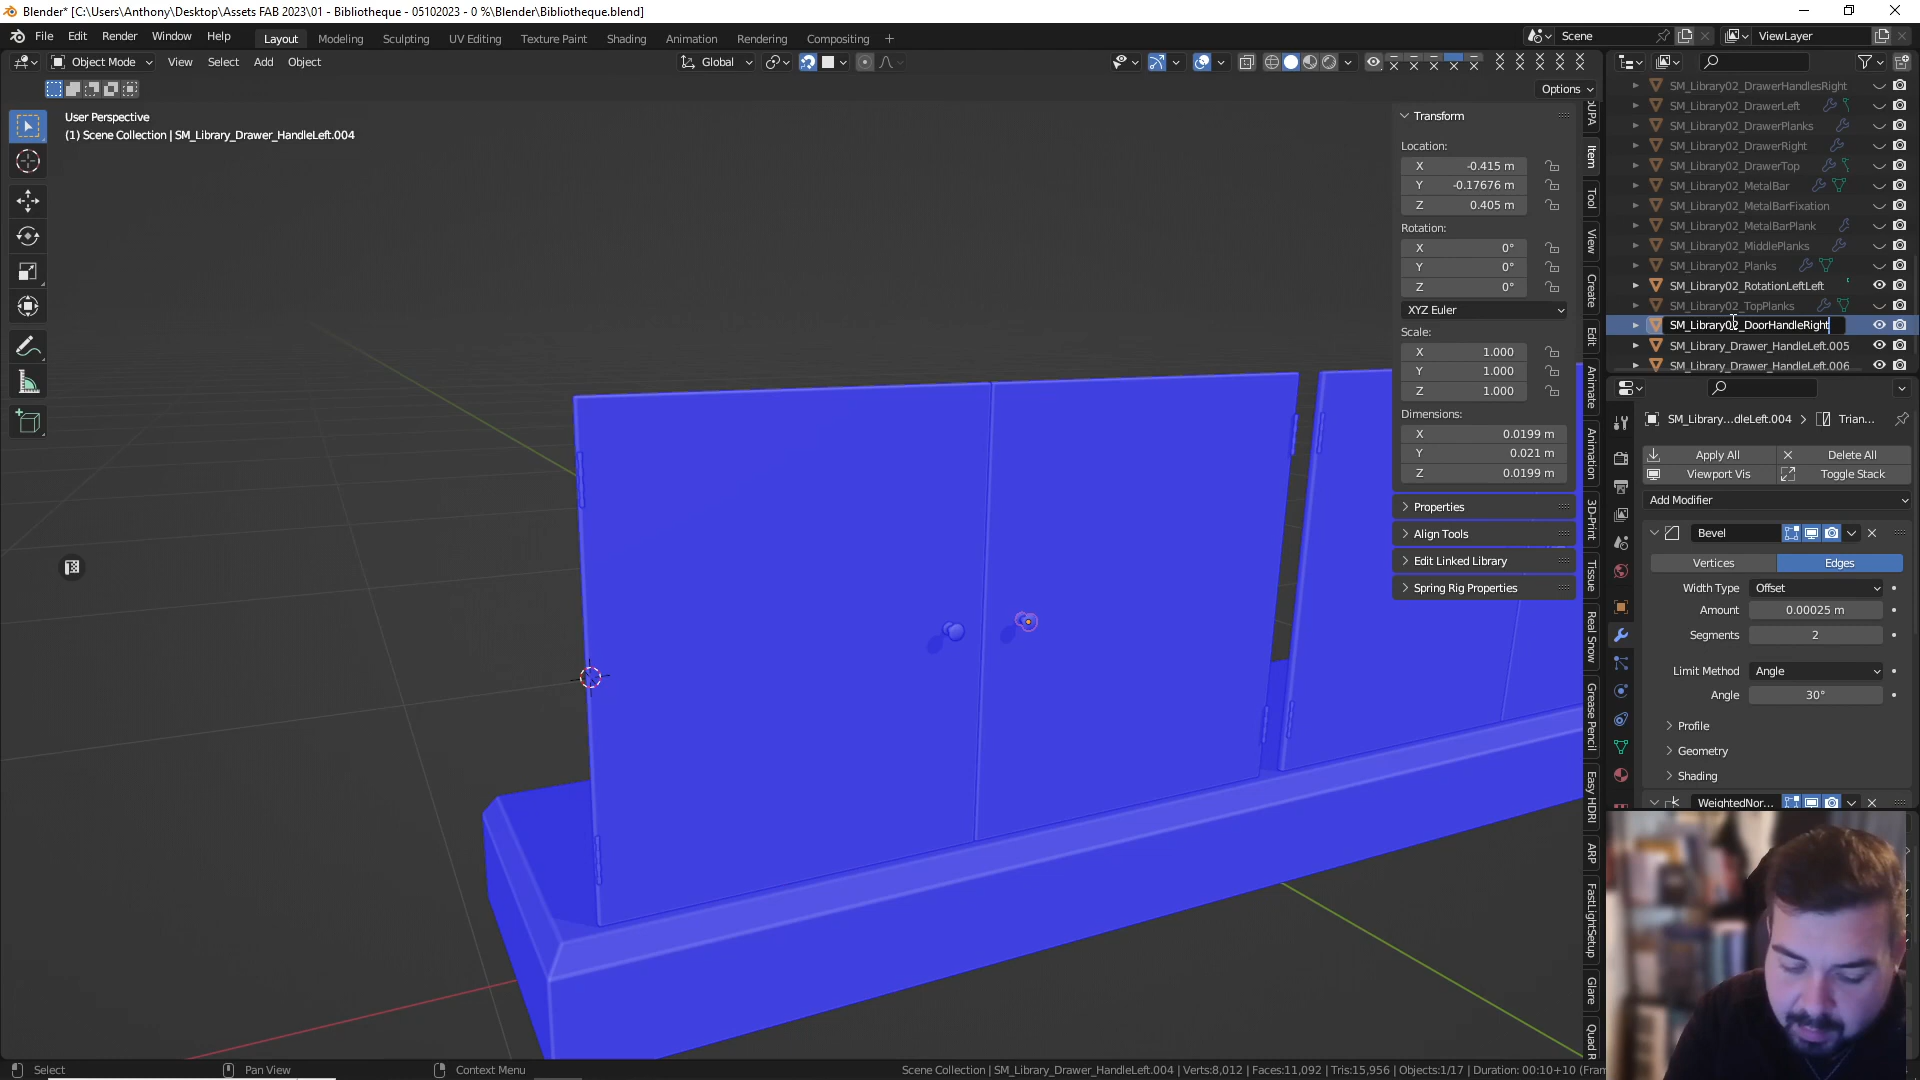 Blender* [C:\Users\Anthony\Desktop\Assets FAB 2023\01 - Bibliotheque - 05102023 - 0 %\Blender\Bibliotheque.blend]
File Edit Render Window Help
Layout Modeling Sculpting UV Editing Texture Paint Shading Animation Rendering Compositing
Scene
ViewLayer
Object Mode View Select Add Object
Global
Options
User Perspective
(1) Scene Collection | SM_Library_Drawer_HandleLeft.004
Transform
Location:
X -0.415 m
Y -0.17676 m
Z 0.405 m
Rotation:
X 0°
Y 0°
Z 0°
XYZ Euler
Scale:
X 1.000
Y 1.000
Z 1.000
Dimensions:
X 0.0199 m
Y 0.021 m
Z 0.0199 m
Properties
Align Tools
Edit Linked Library
Spring Rig Properties
Item
Tool
View
Create
Edit
Animate
Animation
3D-Print
Tissue
Real Snow
Grease Pencil
Easy HDRI
ARP
FastLightSetup
Glare
Quad R
SM_Library02_DrawerHandlesRight
SM_Library02_DrawerLeft
SM_Library02_DrawerPlanks
SM_Library02_DrawerRight
SM_Library02_DrawerTop
SM_Library02_MetalBar
SM_Library02_MetalBarFixation
SM_Library02_MetalBarPlank
SM_Library02_MiddlePlanks
SM_Library02_Planks
SM_Library02_RotationLeftLeft
SM_Library02_TopPlanks
SM_Library02_DoorHandleRight
SM_Library_Drawer_HandleLeft.005
SM_Library_Drawer_HandleLeft.006
SM_Library...dleLeft.004 Trian...
Apply All Delete All
Viewport Vis Toggle Stack
Add Modifier
Bevel
Vertices Edges
Width Type Offset
Amount 0.00025 m
Segments 2
Limit Method Angle
Angle 30°
Profile
Geometry
Shading
WeightedNor...
Select Pan View Context Menu
Scene Collection | SM_Library_Drawer_HandleLeft.004 | Verts:8,012 | Faces:11,092 | Tris:15,956 | Objects:1/17 | Duration: 00:10+10 (Fram